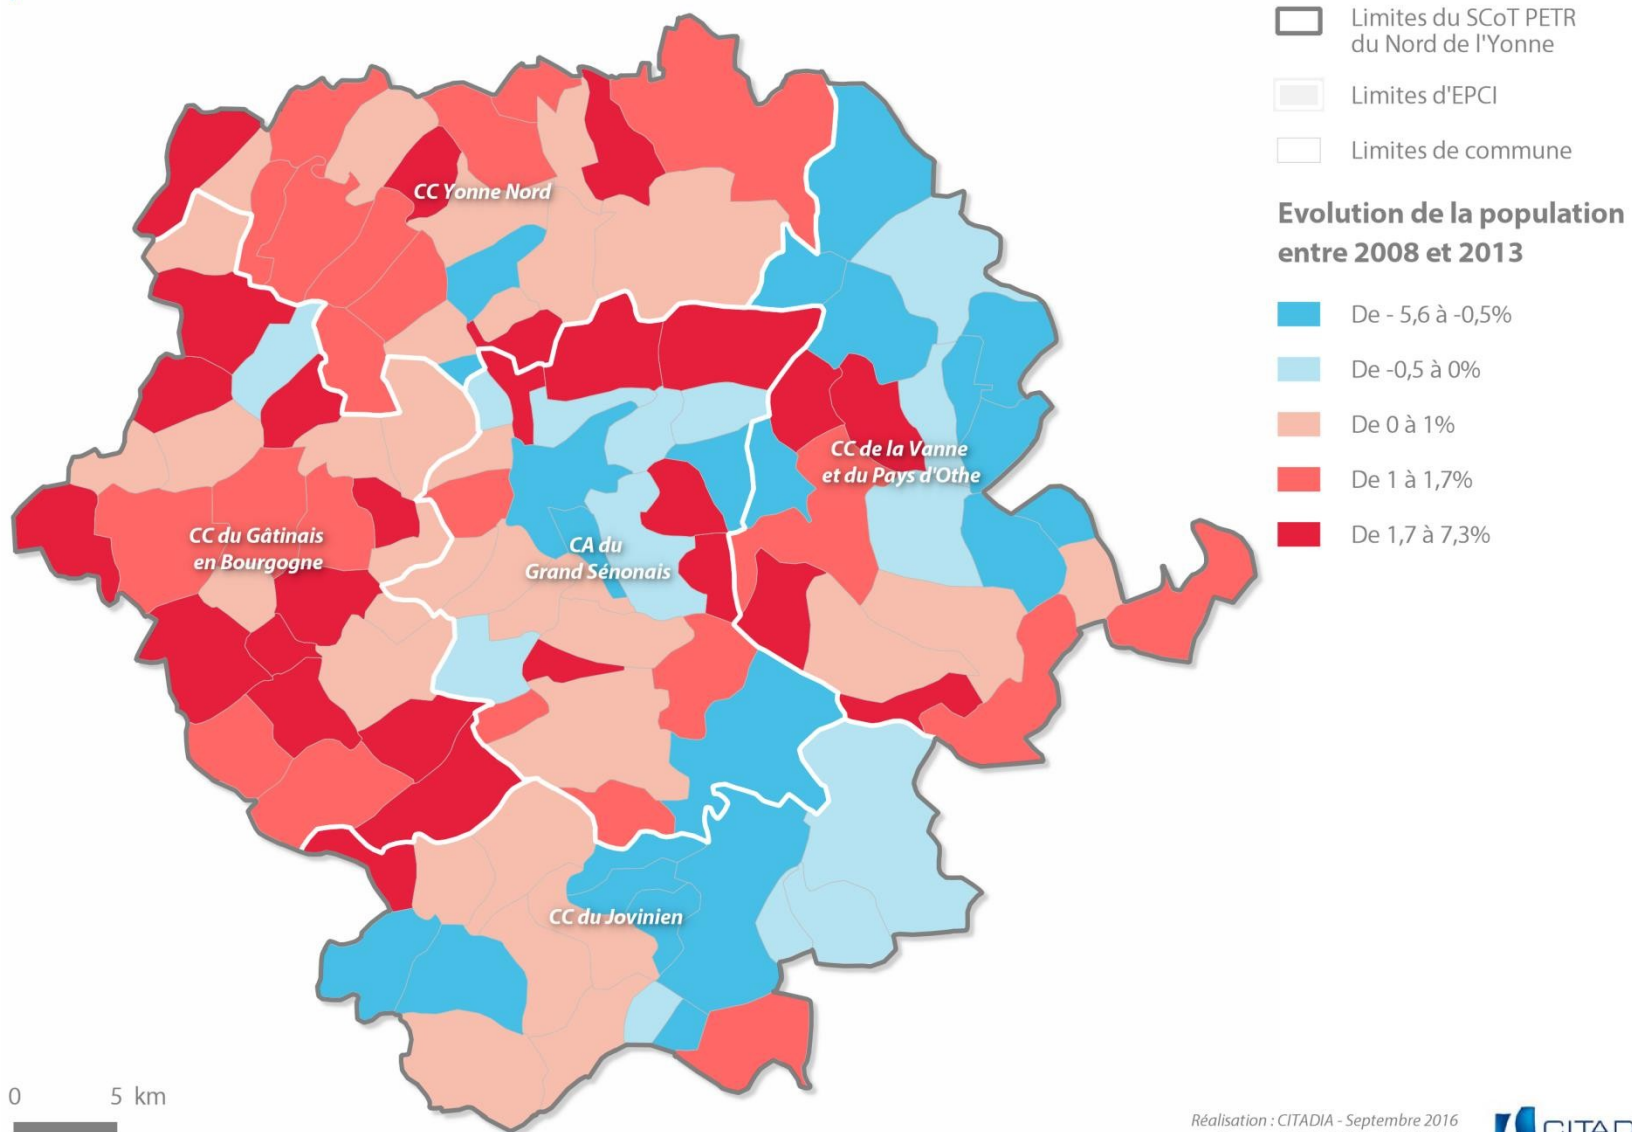 Limites du SCoT PETR
du Nord de l'Yonne
Limites d'EPCI
Limites de commune
Evolution de la population
entre 2008 et 2013
De - 5,6 à -0,5%
De -0,5 à 0%
De 0 à 1%
De 1 à 1,7%
De 1,7 à 7,3%
CC Yonne Nord
CC de la Vanne
et du Pays d'Othe
CC du Gâtinais
en Bourgogne
CA du
Grand Sénonais
CC du Jovinien
0 5 km
Réalisation : CITADIA - Septembre 2016